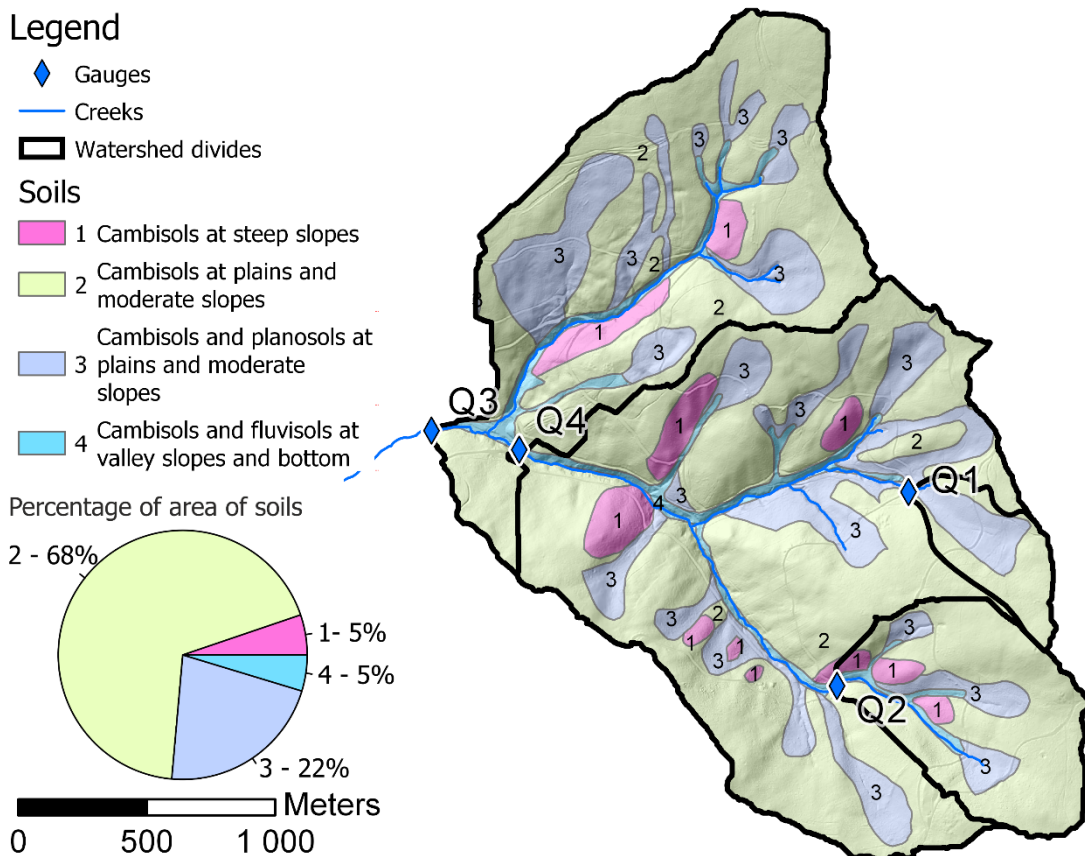 Legend
Gauges
Creeks
Watershed divides
Soils
1 Cambisols at steep slopes
2 Cambisols at plains and
moderate slopes
Cambisols and planosols at
3 plains and moderate
slopes
4 Cambisols and fluvisols at
valley slopes and bottom
Percentage of area of soils
2 - 68%
1- 5%
4 - 5%
3 - 22%
Meters
0 500 1 000
3
3
3
3
2
1
3
3
2
3
2
3
1
3
Q3
Q4
3
3
3
1
1
2
3
Q1
3
4
1
3
3
3
3
2
1
3
1
1
2
3
1
1
3
1
Q2
3
3